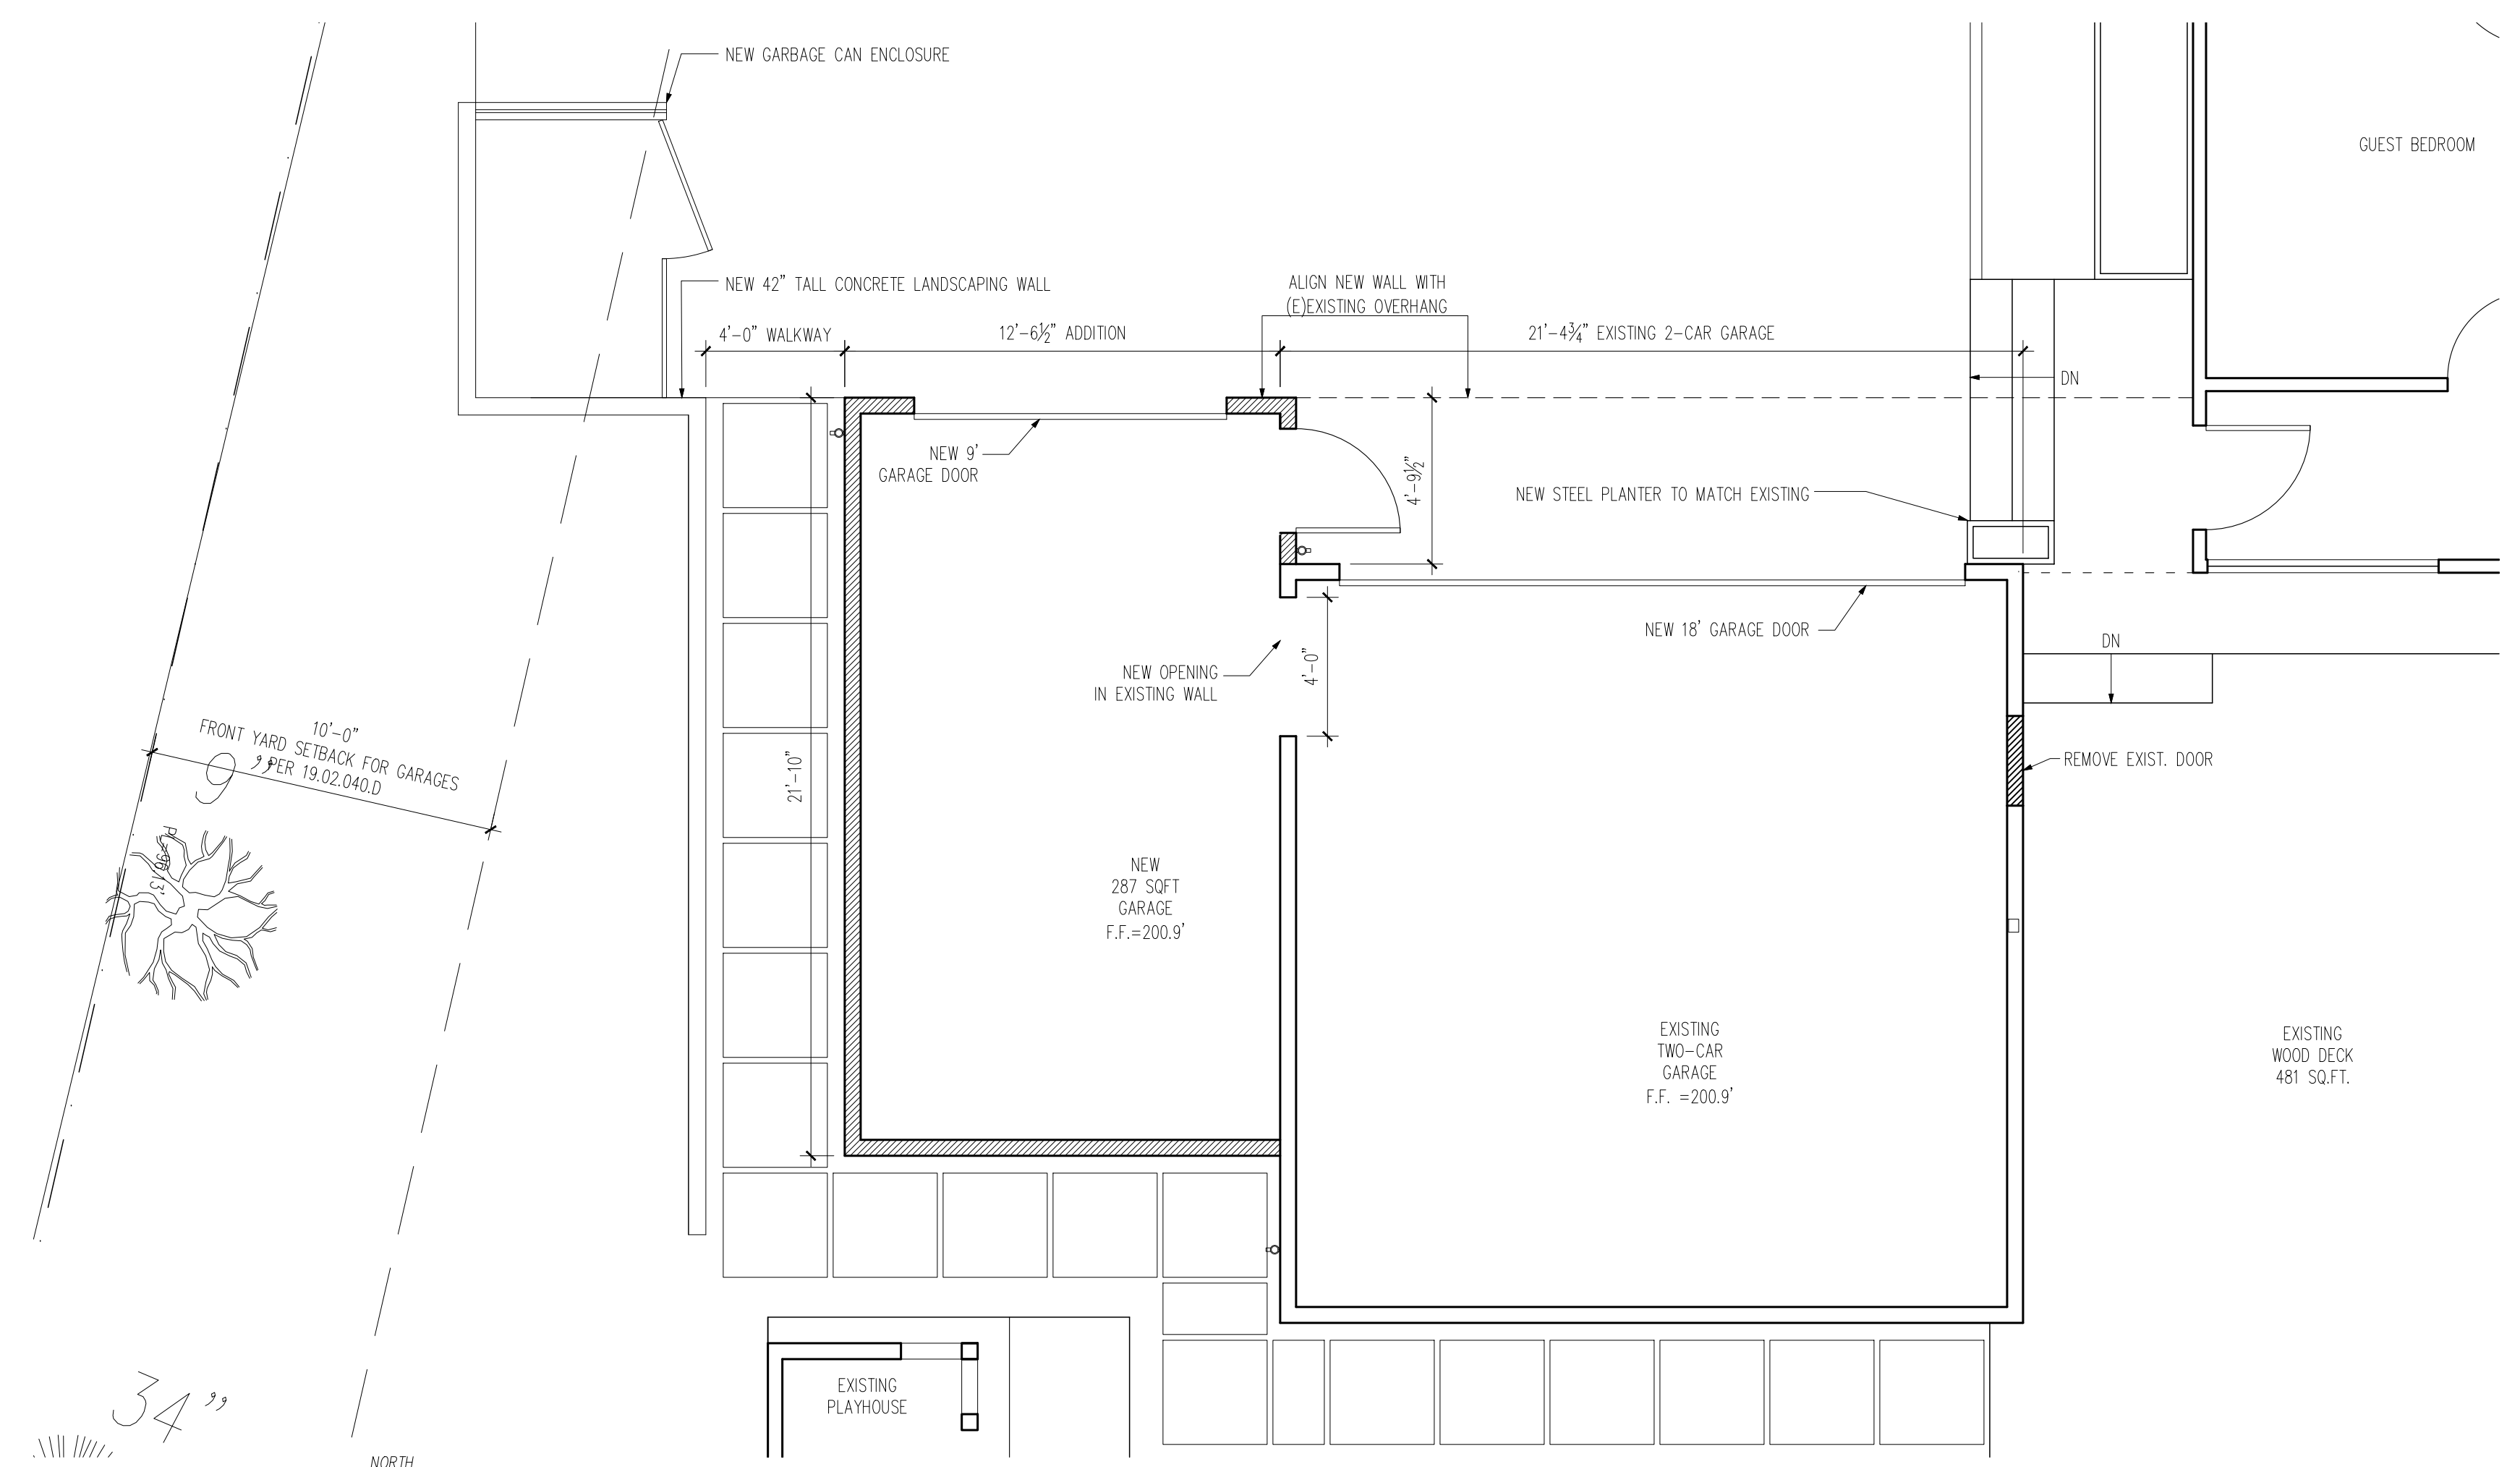 NEW GARBAGE CAN ENCLOSURE
GUEST BEDROOM
NEW 42" TALL CONCRETE LANDSCAPING WALL
ALIGN NEW WALL WITH
(E)EXISTING OVERHANG
4'-0" WALKWAY
12'-6½" ADDITION
21'-4¾" EXISTING 2-CAR GARAGE
DN
NEW 9'
GARAGE DOOR
4'-9½"
NEW STEEL PLANTER TO MATCH EXISTING
NEW 18' GARAGE DOOR
DN
4'-0"
NEW OPENING
IN EXISTING WALL
10'-0"
FRONT YARD SETBACK FOR GARAGES
PER 19.02.040.D
9"
21'-10"
REMOVE EXIST. DOOR
NEW
287 SQFT
GARAGE
F.F.=200.9'
EXISTING
TWO-CAR
GARAGE
F.F. =200.9'
EXISTING
WOOD DECK
481 SQ.FT.
EXISTING
PLAYHOUSE
34"
NORTH